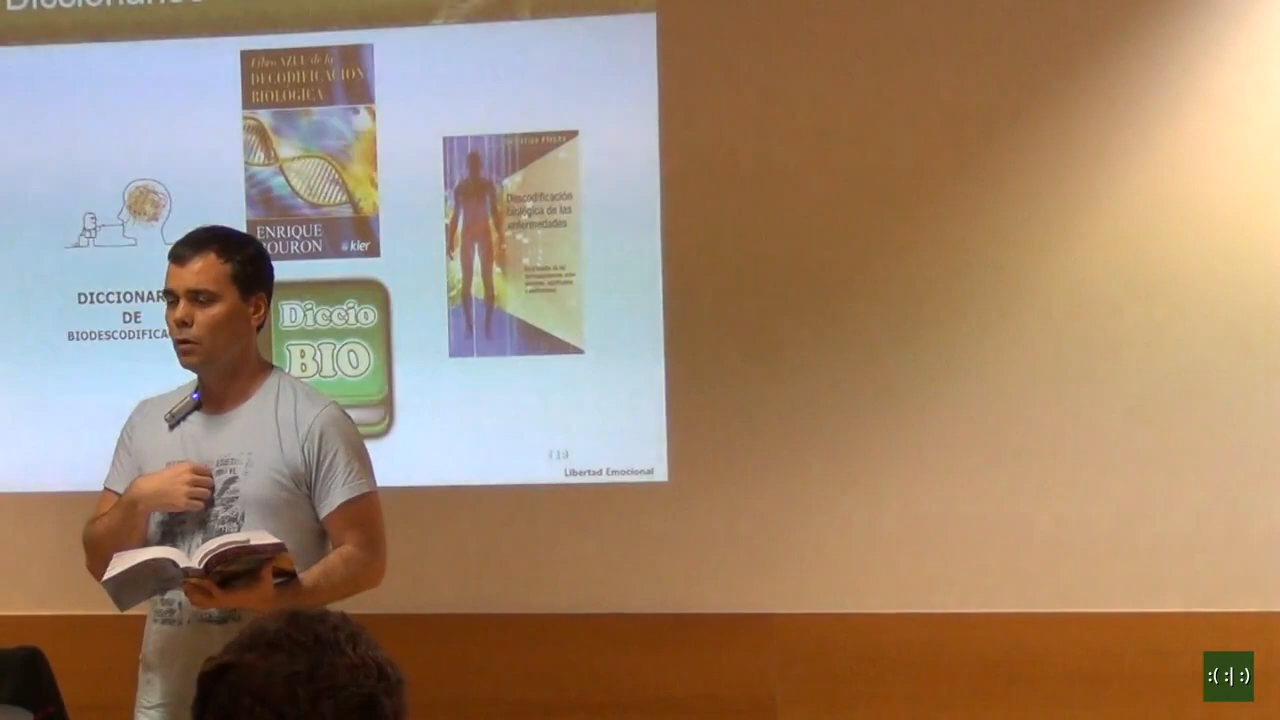 Libro AZUL de la
DECODIFICACIÓN
BIOLÓGICA
ENRIQUE
BOURON
kler
Descodificación
biológica de las
enfermedades
DICCIONAR
DE
BIODESCODIFICA
Diccio
BIO
Libertad Emocional
:( :| :)